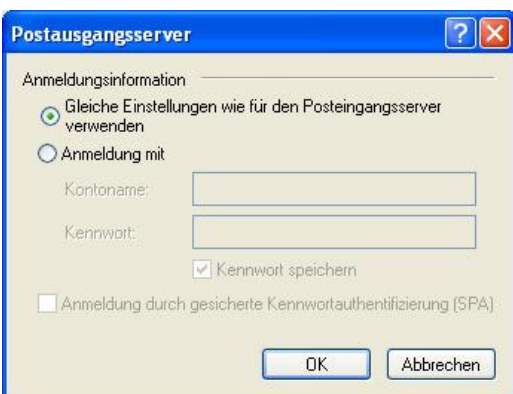 Postausgangsserver
Anmeldungsinformation
Gleiche Einstellungen wie für den Posteingangsserver
verwenden
Anmeldung mit
Kontoname:
Kennwort:
Kennwort speichern
Anmeldung durch gesicherte Kennwortauthentifizierung (SPA)
OK Abbrechen